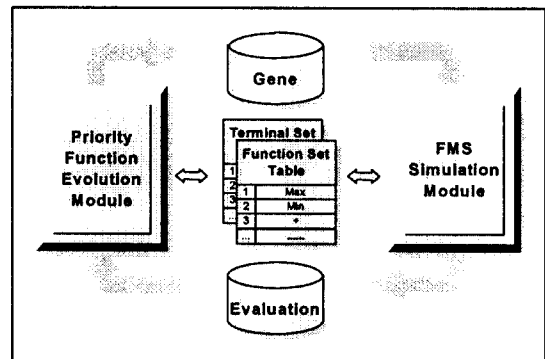 Gene
Priority
Function
Evolution
Module
Terminal Set
1
2
3
...
Function Set
Table
1 Max
2 Min
3 +
... ......
FMS
Simulation
Module
Evaluation